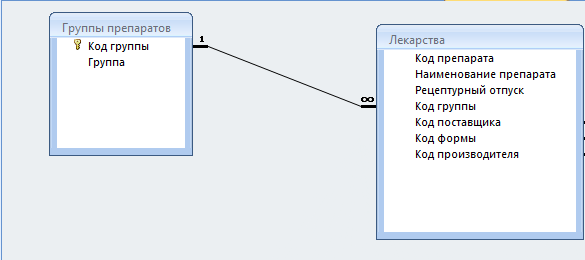 Группы препаратов
Код группы
Группа
1
∞
Лекарства
Код препарата
Наименование препарата
Рецептурный отпуск
Код группы
Код поставщика
Код формы
Код производителя